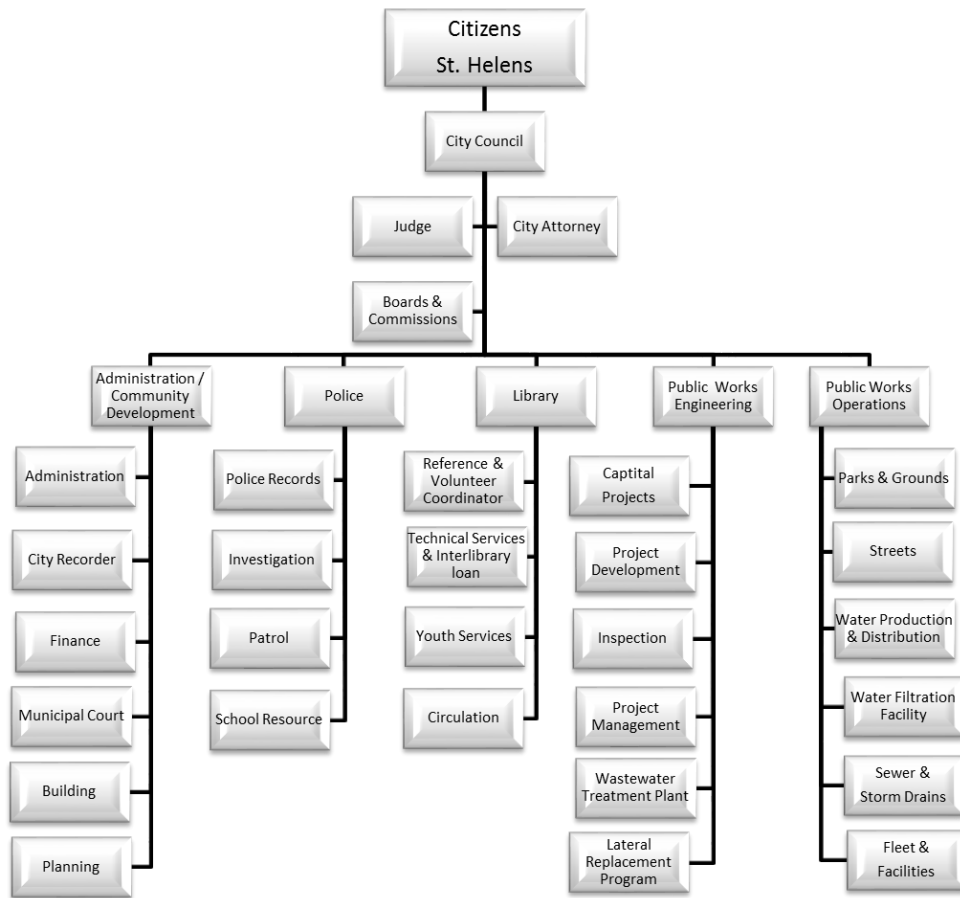 Citizens
St. Helens
City Council
Judge
City Attorney
Boards &
Commissions
Administration /
Community
Development
Police
Library
Public Works
Engineering
Public Works
Operations
Administration
City Recorder
Finance
Municipal Court
Building
Planning
Police Records
Investigation
Patrol
School Resource
Reference &
Volunteer
Coordinator
Technical Services
& Interlibrary
loan
Youth Services
Circulation
Captital
Projects
Project
Development
Inspection
Project
Management
Wastewater
Treatment Plant
Lateral
Replacement
Program
Parks & Grounds
Streets
Water Production
& Distribution
Water Filtration
Facility
Sewer &
Storm Drains
Fleet &
Facilities